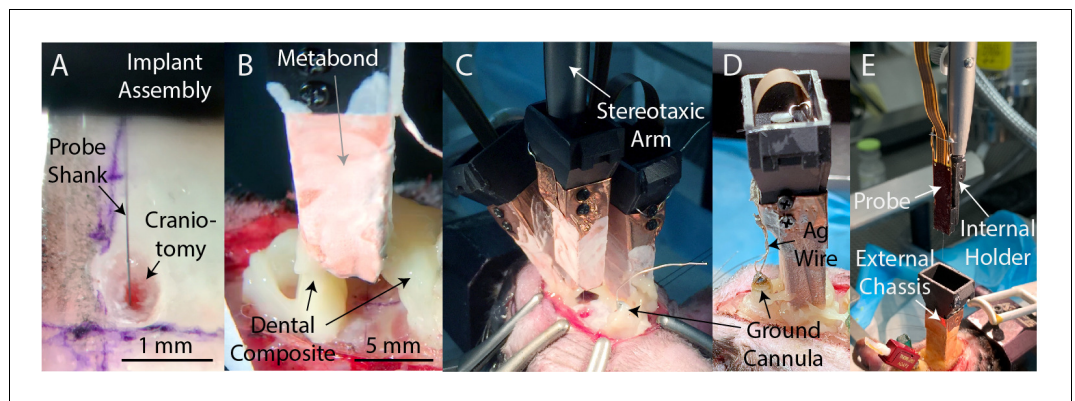 A
Implant
Assembly
Probe
Shank
Cranio-
tomy
1 mm
B
Metabond
Dental
Composite
5 mm
C
Stereotaxic
Arm
D
Ag
Wire
Ground
Cannula
E
Probe
Internal
Holder
External
Chassis